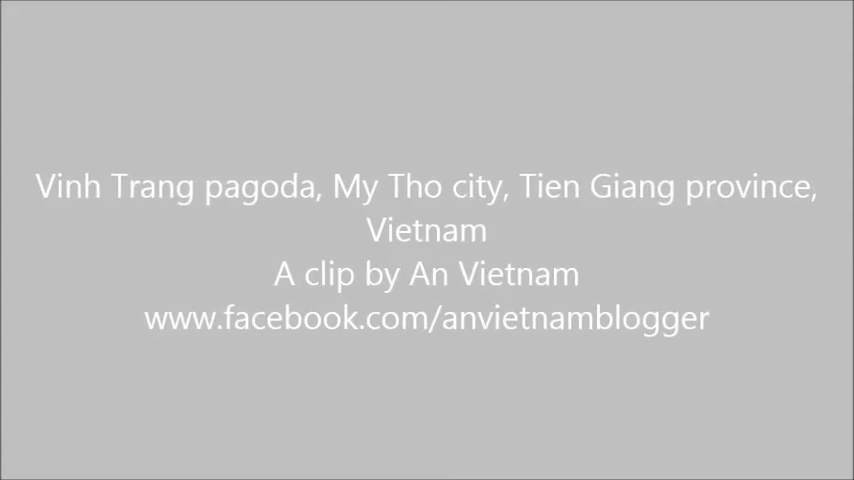 Vinh Trang pagoda, My Tho city, Tien Giang province,
Vietnam
A clip by An Vietnam
www.facebook.com/anvietnamblogger